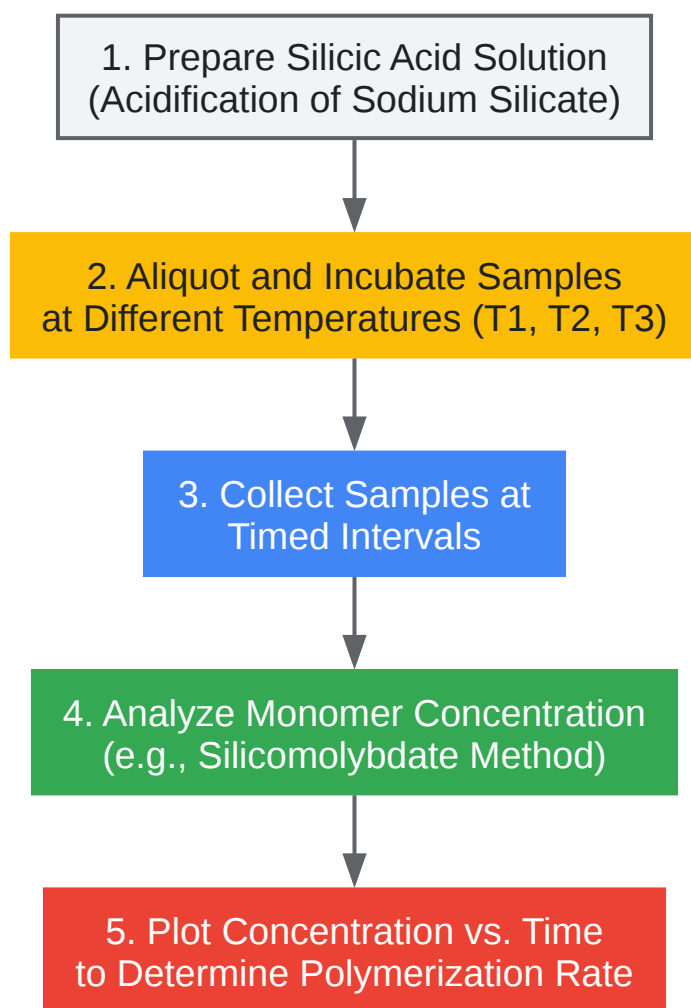 1. Prepare Silicic Acid Solution
(Acidification of Sodium Silicate)
2. Aliquot and Incubate Samples
at Different Temperatures (T1, T2, T3)
3. Collect Samples at
Timed Intervals
4. Analyze Monomer Concentration
(e.g., Silicomolybdate Method)
5. Plot Concentration vs. Time
to Determine Polymerization Rate